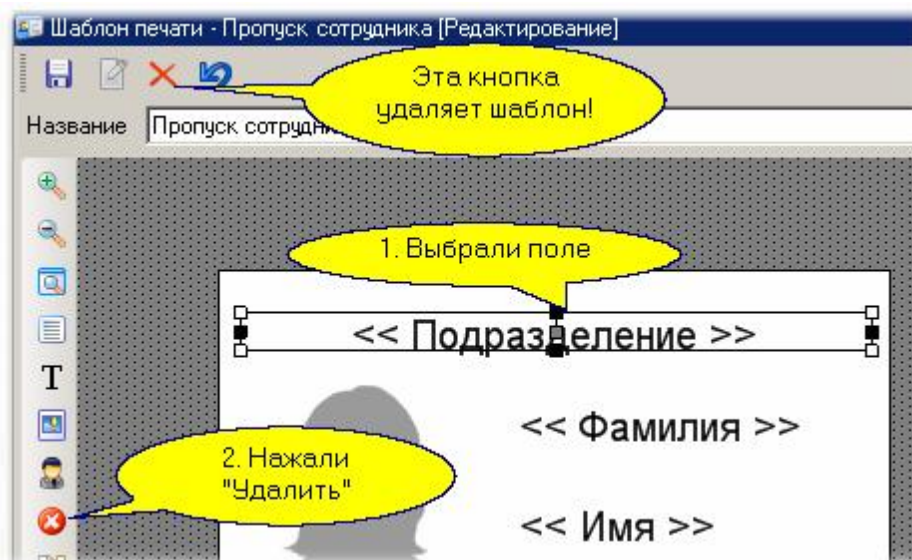 Шаблон печати - Пропуск сотрудника [Редактирование]
Эта кнопка
удаляет шаблон!
Название
Пропуск
1. Выбрали поле
<< Подразделение >>
T
<< Фамилия >>
2. Нажали
"Удалить"
<< Имя >>